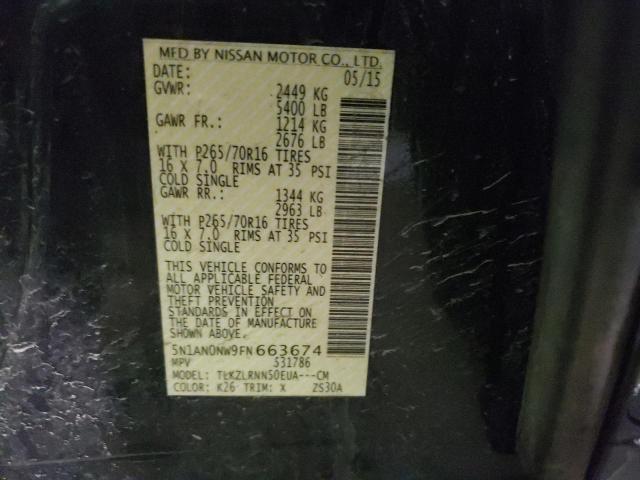 MFD BY NISSAN MOTOR CO., LTD.
DATE: 05/15
GVWR: 2449 KG
5400 LB
GAWR FR.: 1214 KG
2676 LB
WITH P265/70R16 TIRES
16 X 7.0 RIMS AT 35 PSI
COLD SINGLE
GAWR RR.: 1344 KG
2963 LB
WITH P265/70R16 TIRES
16 X 7.0 RIMS AT 35 PSI
COLD SINGLE
THIS VEHICLE CONFORMS TO
ALL APPLICABLE FEDERAL
MOTOR VEHICLE SAFETY AND
THEFT PREVENTION
STANDARDS IN EFFECT ON
THE DATE OF MANUFACTURE
SHOWN ABOVE.
5N1AN0NW9FN663674
MPV 531786
MODEL: TLKZLRNN50EUA---CM
COLOR: K26 TRIM: X ZS30A